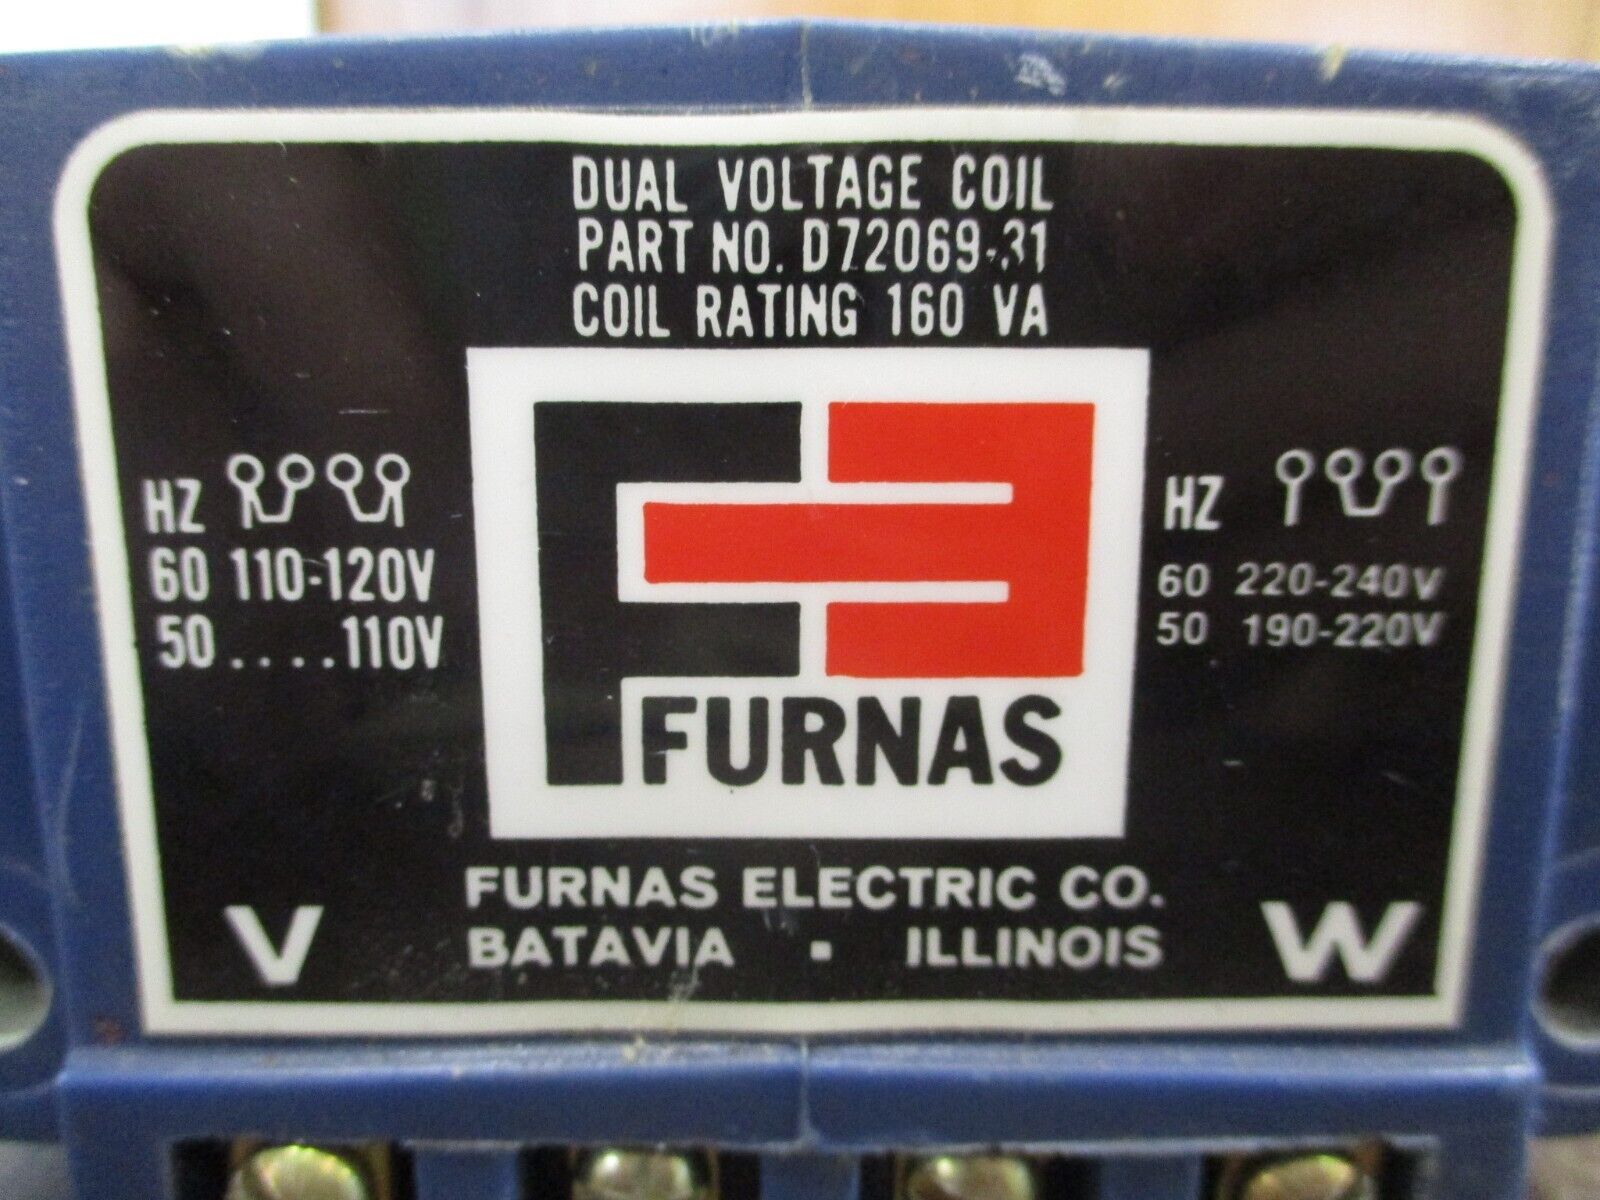 DUAL VOLTAGE COIL
PART NO. D72069-31
COIL RATING 160 VA
HZ
60 110-120V
50....110V
HZ
60 220-240V
50 190-220V
FURNAS
FURNAS ELECTRIC CO.
BATAVIA ▪ ILLINOIS
V
W